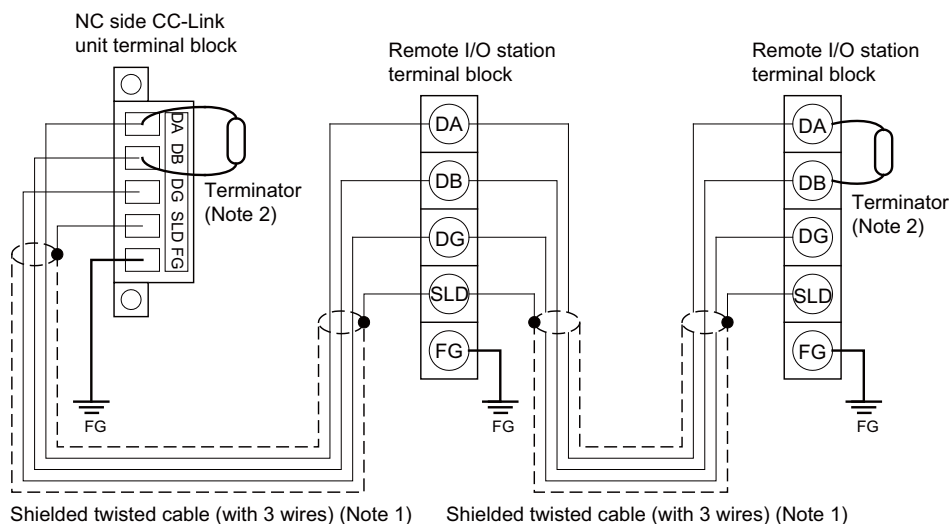 NC side CC-Link
unit terminal block
DA
DB
DG
SLD
FG
Terminator
(Note 2)
FG
Remote I/O station
terminal block
DA
DB
DG
SLD
FG
FG
Remote I/O station
terminal block
DA
DB
DG
SLD
FG
Terminator
(Note 2)
FG
Shielded twisted cable (with 3 wires) (Note 1)
Shielded twisted cable (with 3 wires) (Note 1)